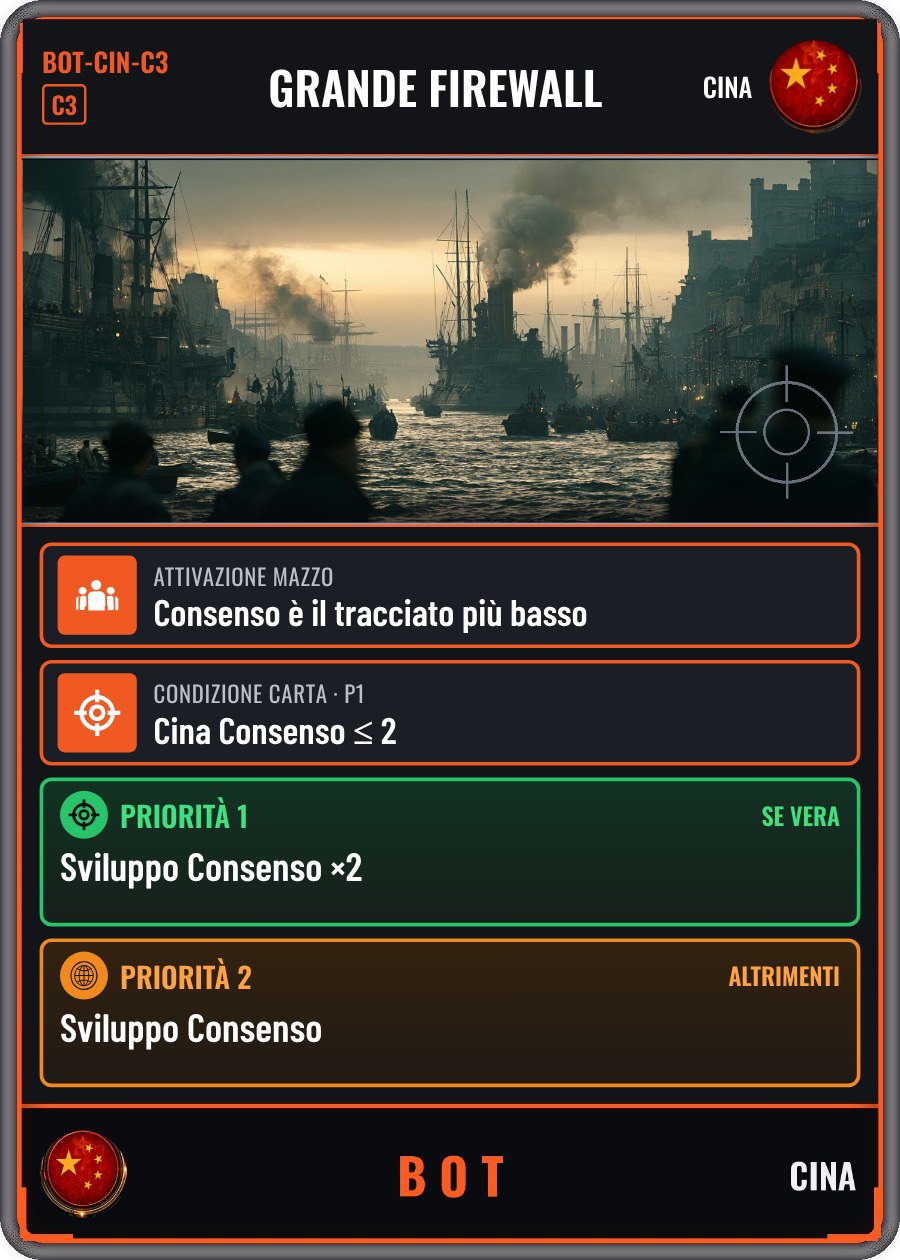 BOT-CIN-C3
C3
GRANDE FIREWALL
CINA
ATTIVAZIONE MAZZO
Consenso è il tracciato più basso
CONDIZIONE CARTA · P1
Cina Consenso ≤ 2
PRIORITÀ 1
SE VERA
Sviluppo Consenso ×2
PRIORITÀ 2
ALTRIMENTI
Sviluppo Consenso
BOT
CINA